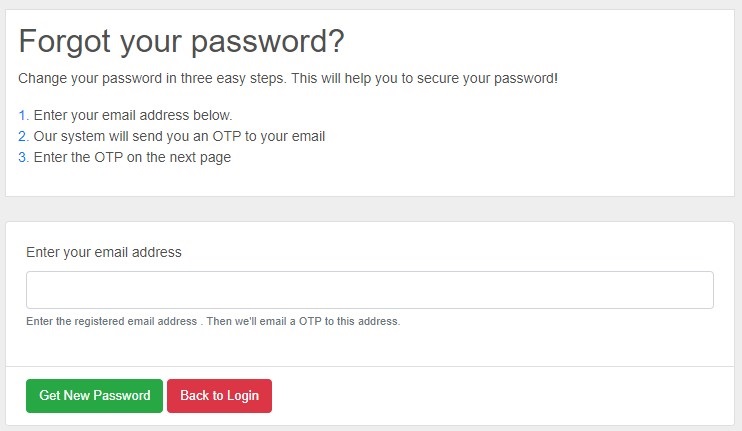 Forgot your password?
Change your password in three easy steps. This will help you to secure your password!
1. Enter your email address below.
2. Our system will send you an OTP to your email
3. Enter the OTP on the next page
Enter your email address
Enter the registered email address . Then we'll email a OTP to this address.
Get New Password Back to Login